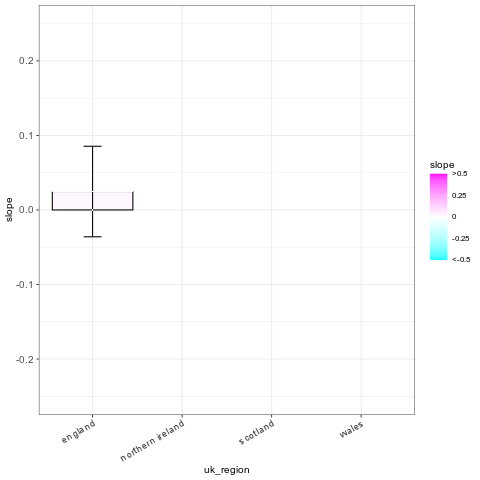 0.2
0.1
0.0
-0.1
-0.2
slope
england
northern ireland
scotland
wales
uk_region
slope
>0.5
0.25
0
-0.25
<-0.5